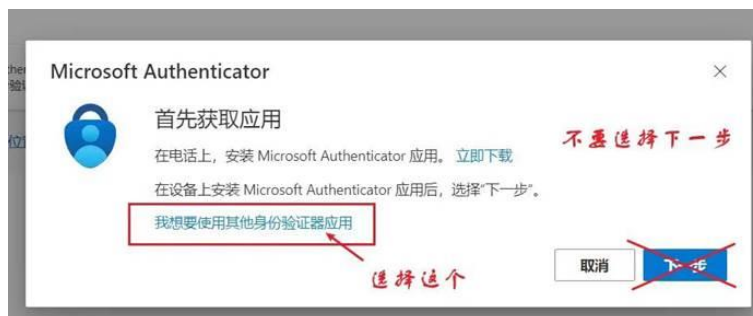 Microsoft Authenticator
首先获取应用
在电话上，安装 Microsoft Authenticator 应用。 立即下载
不要选择下一步
在设备上安装 Microsoft Authenticator 应用后，选择"下一步"。
我想要使用其他身份验证器应用
选择这个
取消
下一步